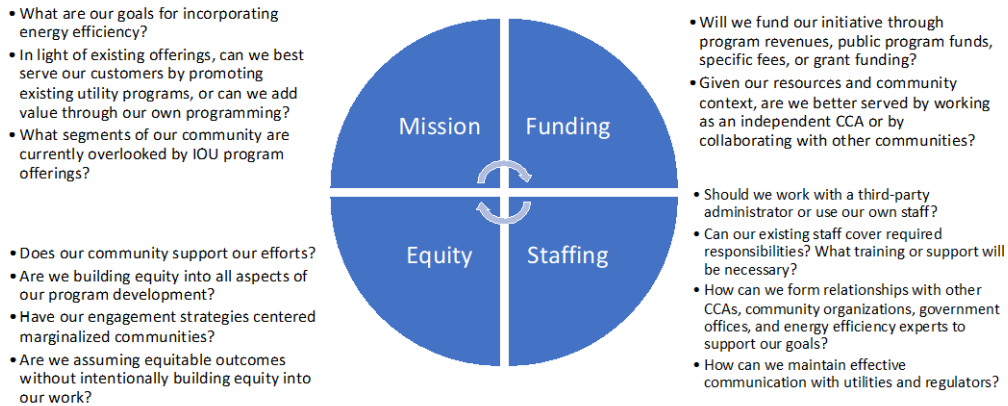 • What are our goals for incorporating
energy efficiency?
• In light of existing offerings, can we best
serve our customers by promoting
existing utility programs, or can we add
value through our own programming?
• What segments of our community are
currently overlooked by IOU program
offerings?
Mission
Funding
• Will we fund our initiative through
program revenues, public program funds,
specific fees, or grant funding?
• Given our resources and community
context, are we better served by working
as an independent CCA or by
collaborating with other communities?
• Does our community support our efforts?
• Are we building equity into all aspects of
our program development?
• Have our engagement strategies centered
marginalized communities?
• Are we assuming equitable outcomes
without intentionally building equity into
our work?
Equity
Staffing
• Should we work with a third-party
administrator or use our own staff?
• Can our existing staff cover required
responsibilities? What training or support will
be necessary?
• How can we form relationships with other
CCAs, community organizations, government
offices, and energy efficiency experts to
support our goals?
• How can we maintain effective
communication with utilities and regulators?